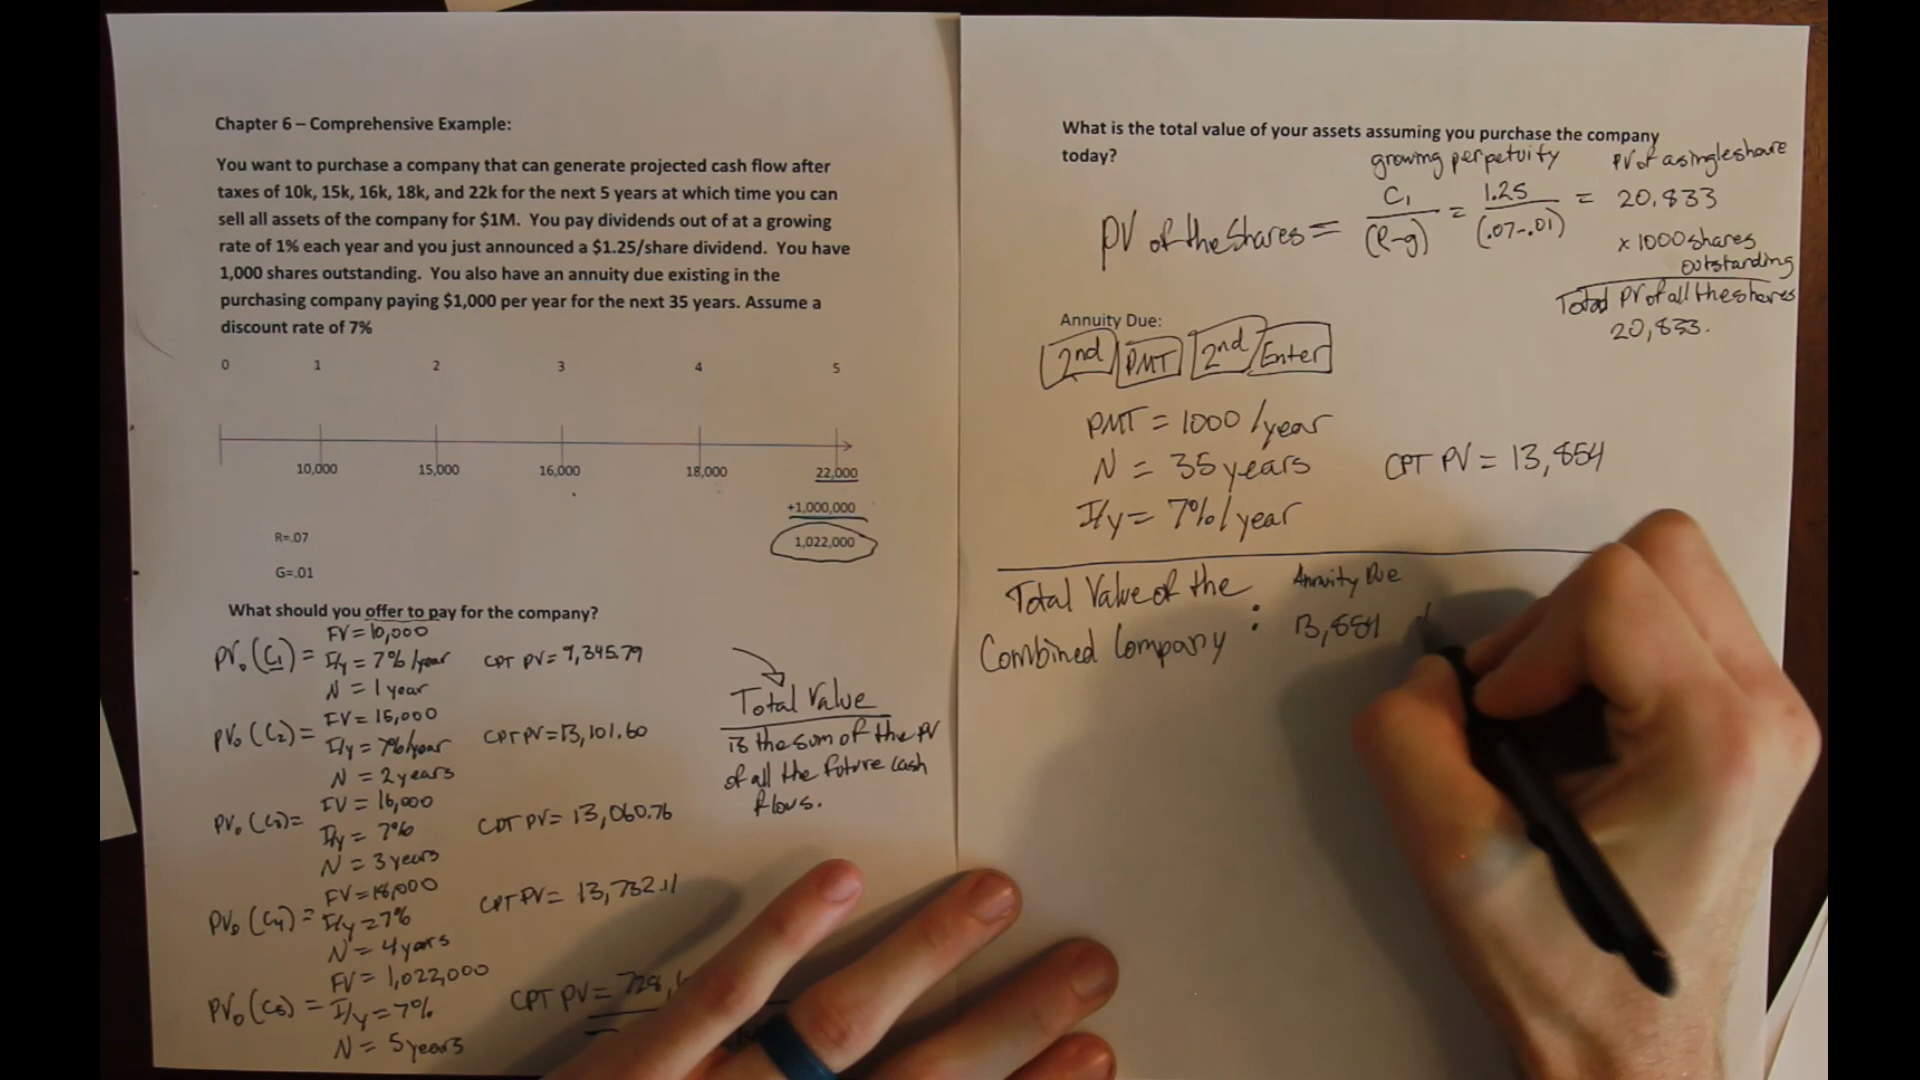 Chapter 6 – Comprehensive Example:
You want to purchase a company that can generate projected cash flow after
taxes of 10k, 15k, 16k, 18k, and 22k for the next 5 years at which time you can
sell all assets of the company for $1M. You pay dividends out of at a growing
rate of 1% each year and you just announced a $1.25/share dividend. You have
1,000 shares outstanding. You also have an annuity due existing in the
purchasing company paying $1,000 per year for the next 35 years. Assume a
discount rate of 7%
0 1 2 3 4 5
10,000 15,000 16,000 18,000 22,000
+1,000,000
R=.07 1,022,000
G=.01
What should you offer to pay for the company?
FV = 10,000
PV₀ (C₁) = I/y = 7% /year CPT PV = 9,345.79
N = 1 year
FV = 15,000
PV₀ (C₂) = I/y = 7%/year CPT PV = 13,101.60
N = 2 years
FV = 16,000
PV₀ (C₃) = I/y = 7% CPT PV = 13,060.76
N = 3 years
FV = 18,000
PV₀ (C₄) = I/y = 7% CPT PV = 13,732.11
N = 4 years
FV = 1,022,000
PV₀ (C₅) = I/y = 7% CPT PV = 728,
N = 5 years
Total Value
is the sum of the PV
of all the future cash
flows.
What is the total value of your assets assuming you purchase the company
today?
growing perpetuity PV of a single share
PV of the Shares = C₁ / (R-g) = 1.25 / (.07-.01) = 20.833
x 1000 shares
outstanding
Total PV of all the shares
20,833.
Annuity Due:
2nd PMT 2nd Enter
PMT = 1000 /year
N = 35 years CPT PV = 13,854
I/y = 7% / year
Total Value of the Annuity Due
Combined Company : 13,854